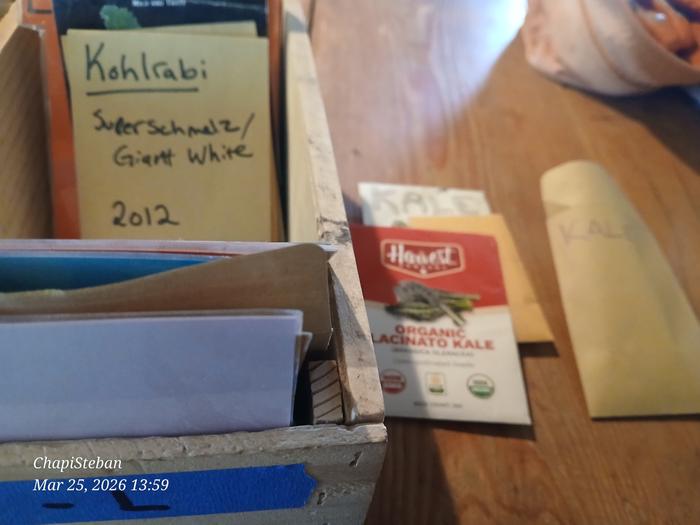 Kohlrabi
Superschmelz/
Giant White
2012
KALE
Harvest
ORGANIC
LACINATO KALE
KALE
ChapiSteban
Mar 25, 2026 13:59
- L